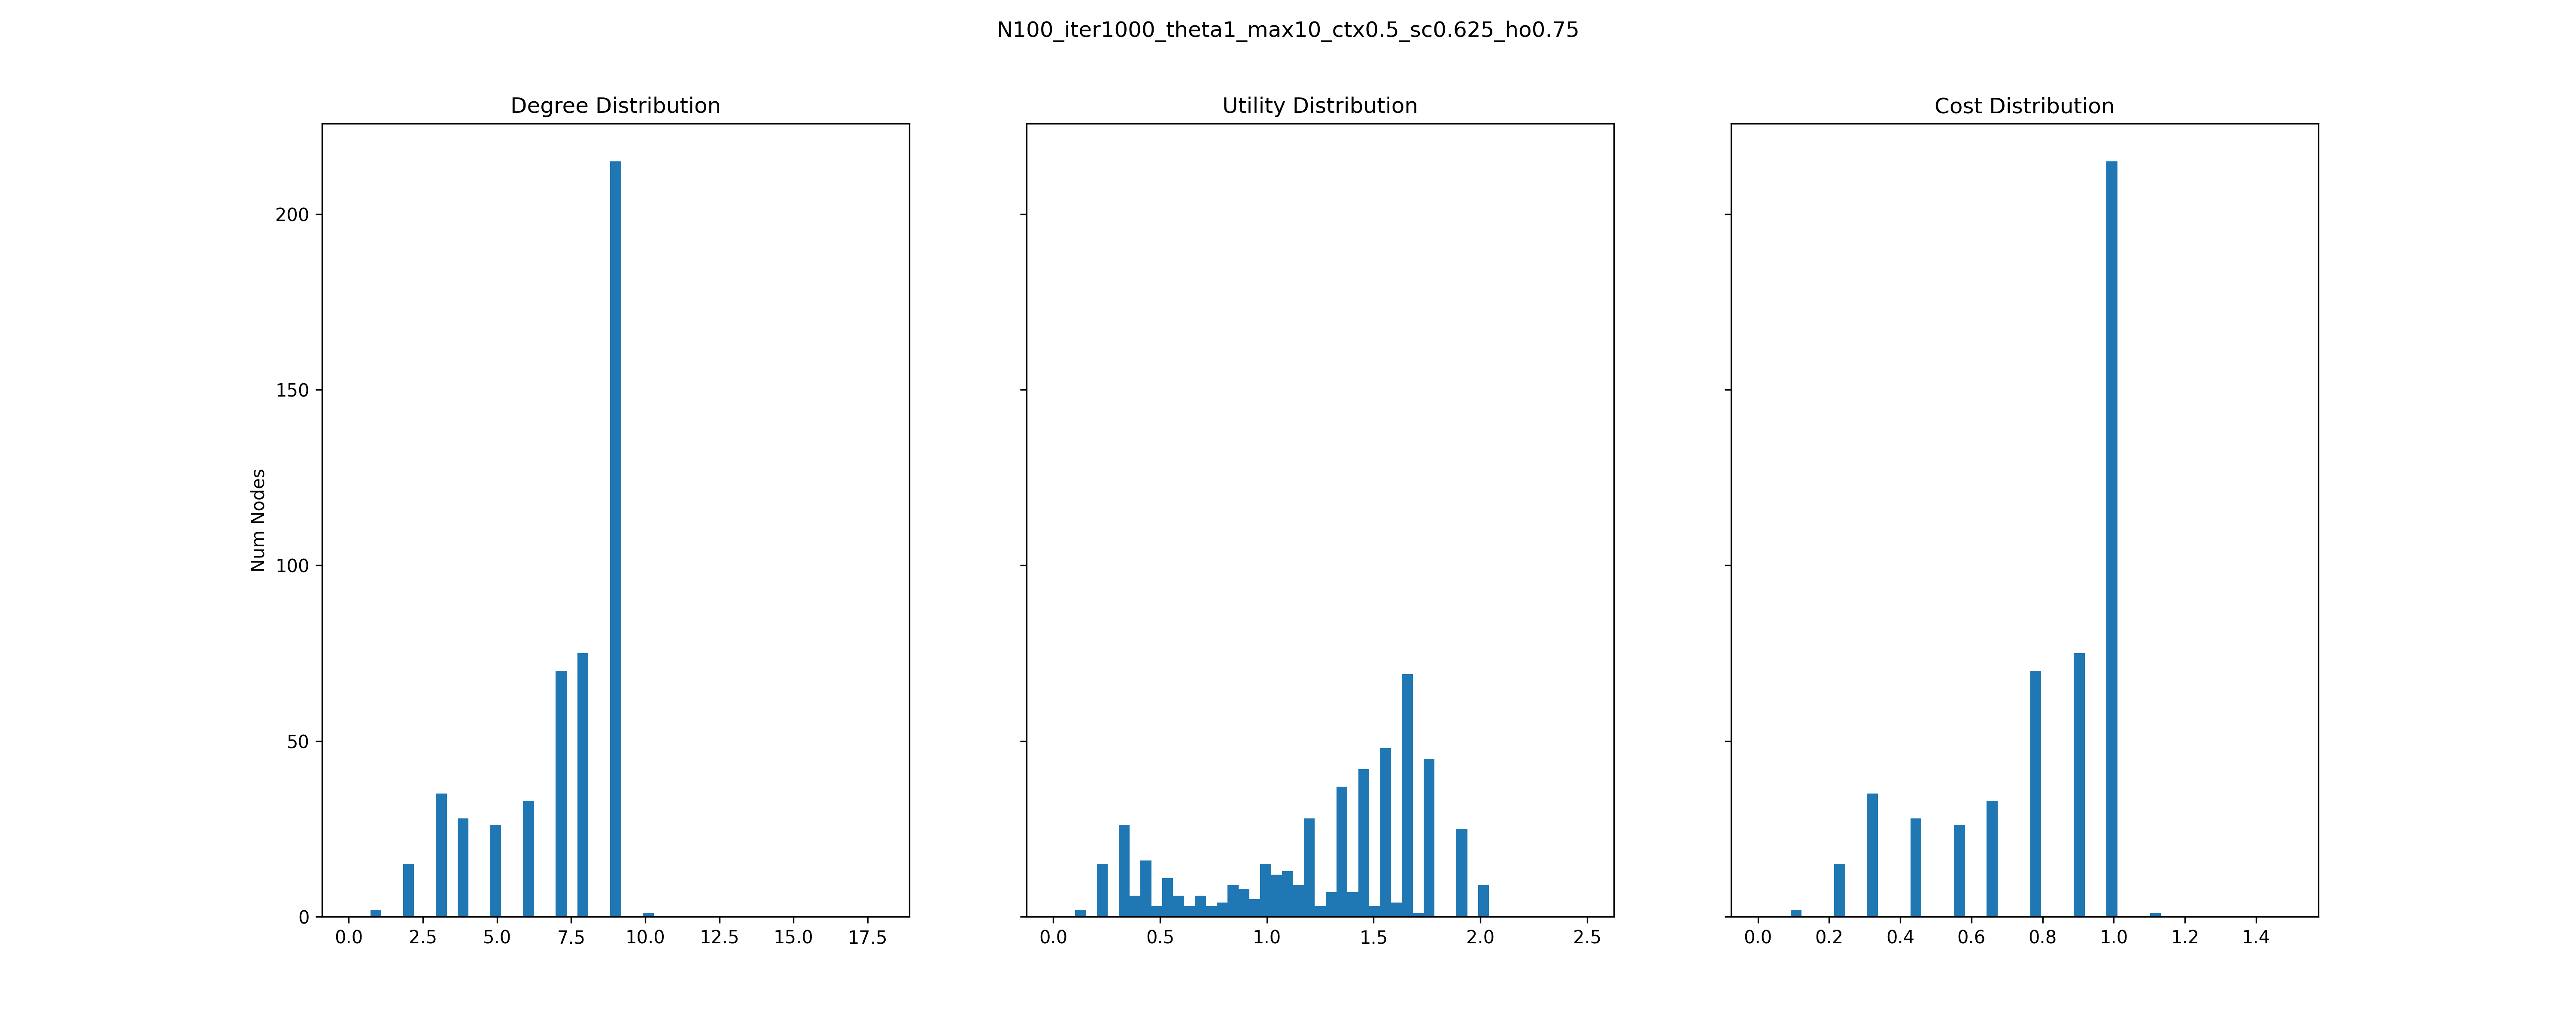 N100_iter1000_theta1_max10_ctx0.5_sc0.625_ho0.75
Degree Distribution
Utility Distribution
Cost Distribution
Num Nodes
200
150
100
50
0
0.0 2.5 5.0 7.5 10.0 12.5 15.0 17.5
0.0 0.5 1.0 1.5 2.0 2.5
0.0 0.2 0.4 0.6 0.8 1.0 1.2 1.4